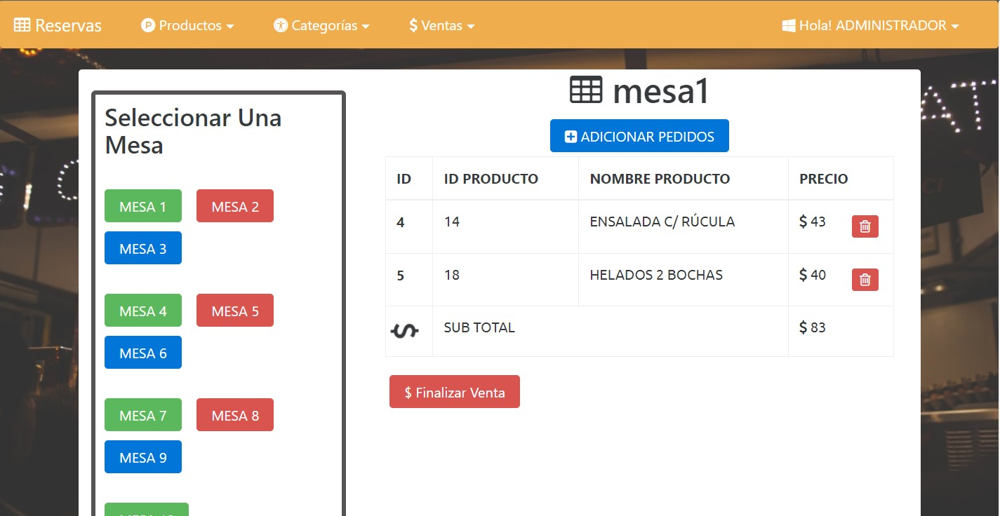 Reservas Productos Categorías $ Ventas Hola! ADMINISTRADOR
Seleccionar Una
Mesa
MESA 1 MESA 2
MESA 3
MESA 4 MESA 5
MESA 6
MESA 7 MESA 8
MESA 9
mesa1
ADICIONAR PEDIDOS
ID ID PRODUCTO NOMBRE PRODUCTO PRECIO
4 14 ENSALADA C/ RÚCULA $ 43
5 18 HELADOS 2 BOCHAS $ 40
$ SUB TOTAL $ 83
$ Finalizar Venta